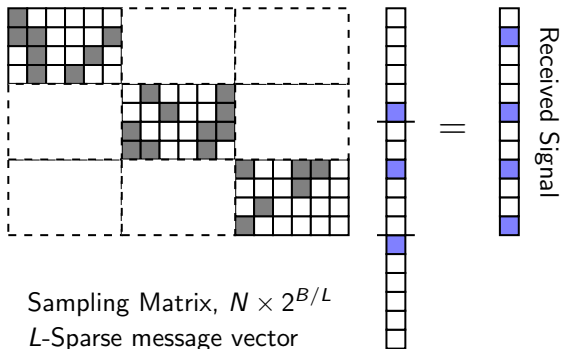 =
Received Signal
Sampling Matrix, N × 2^{B/L}
L-Sparse message vector